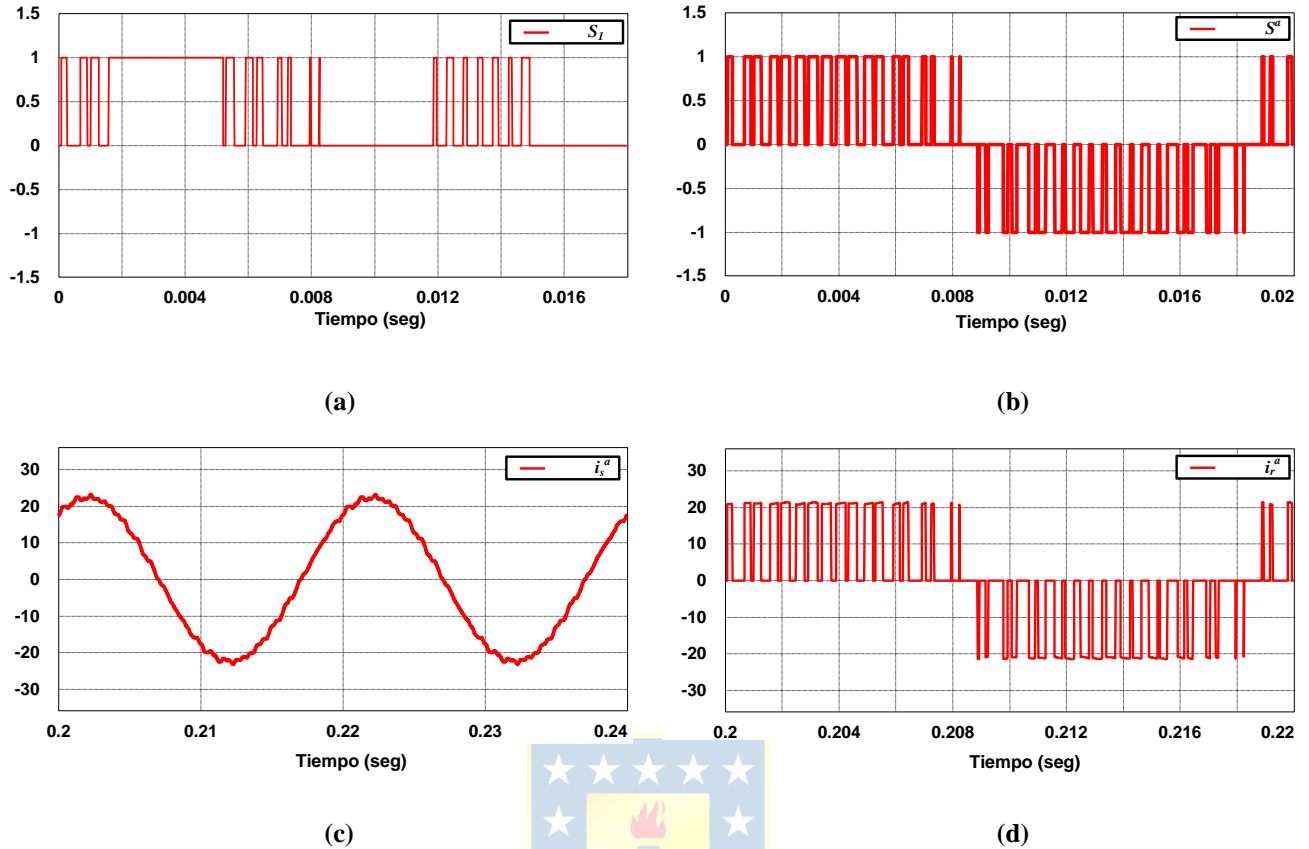 S1
1.5
1
0.5
0
-0.5
-1
-1.5
0 0.004 0.008 0.012 0.016
Tiempo (seg)
(a)
Sa
1.5
1
0.5
0
-0.5
-1
-1.5
0 0.004 0.008 0.012 0.016 0.02
Tiempo (seg)
(b)
isa
30
20
10
0
-10
-20
-30
0.2 0.21 0.22 0.23 0.24
Tiempo (seg)
(c)
ira
30
20
10
0
-10
-20
-30
0.2 0.204 0.208 0.212 0.216 0.22
Tiempo (seg)
(d)